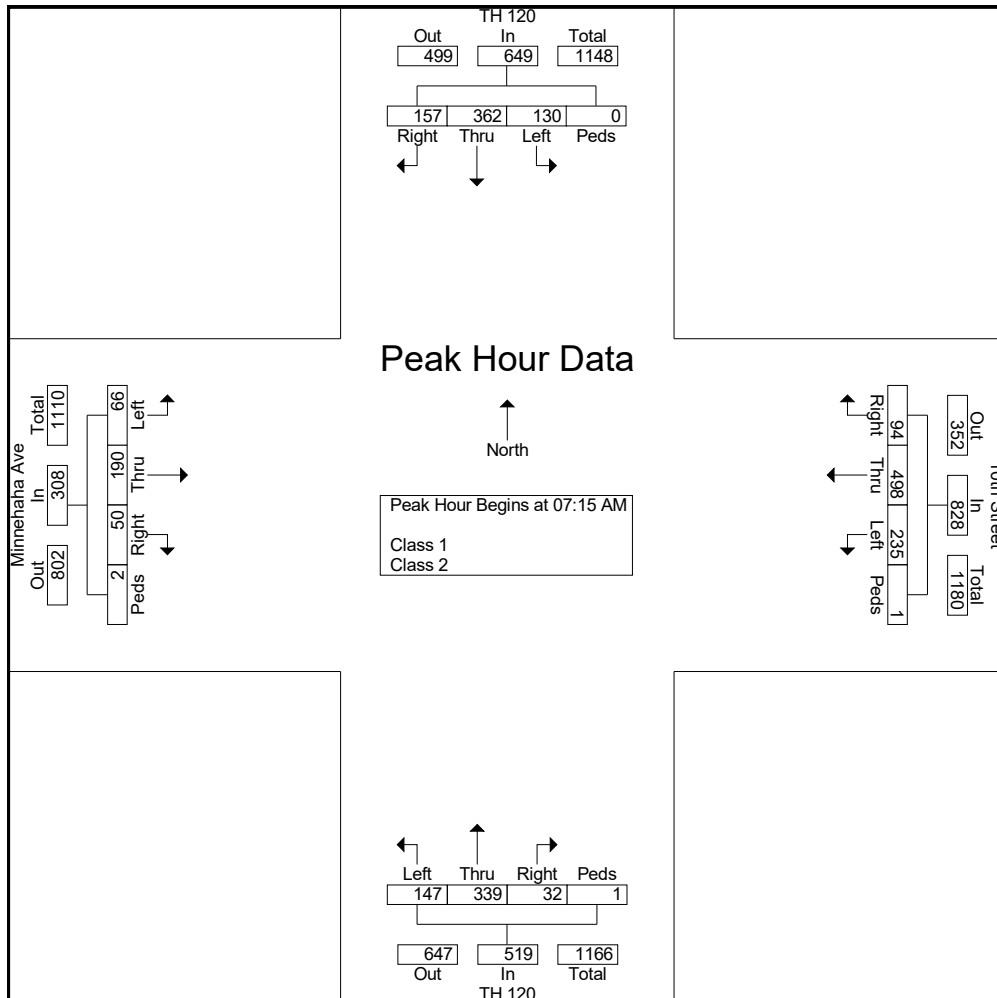 TH 120
Out In Total
499 649 1148
157 362 130 0
Right Thru Left Peds
Peak Hour Data
North
Peak Hour Begins at 07:15 AM
Class 1
Class 2
Minnehaha Ave
Total In Out
1110 308 802
66 190 50 2
Left Thru Right Peds
Out In Total
352 828 1180
94 498 235 1
Right Thru Left Peds
Left Thru Right Peds
147 339 32 1
647 519 1166
Out In Total
TH 120